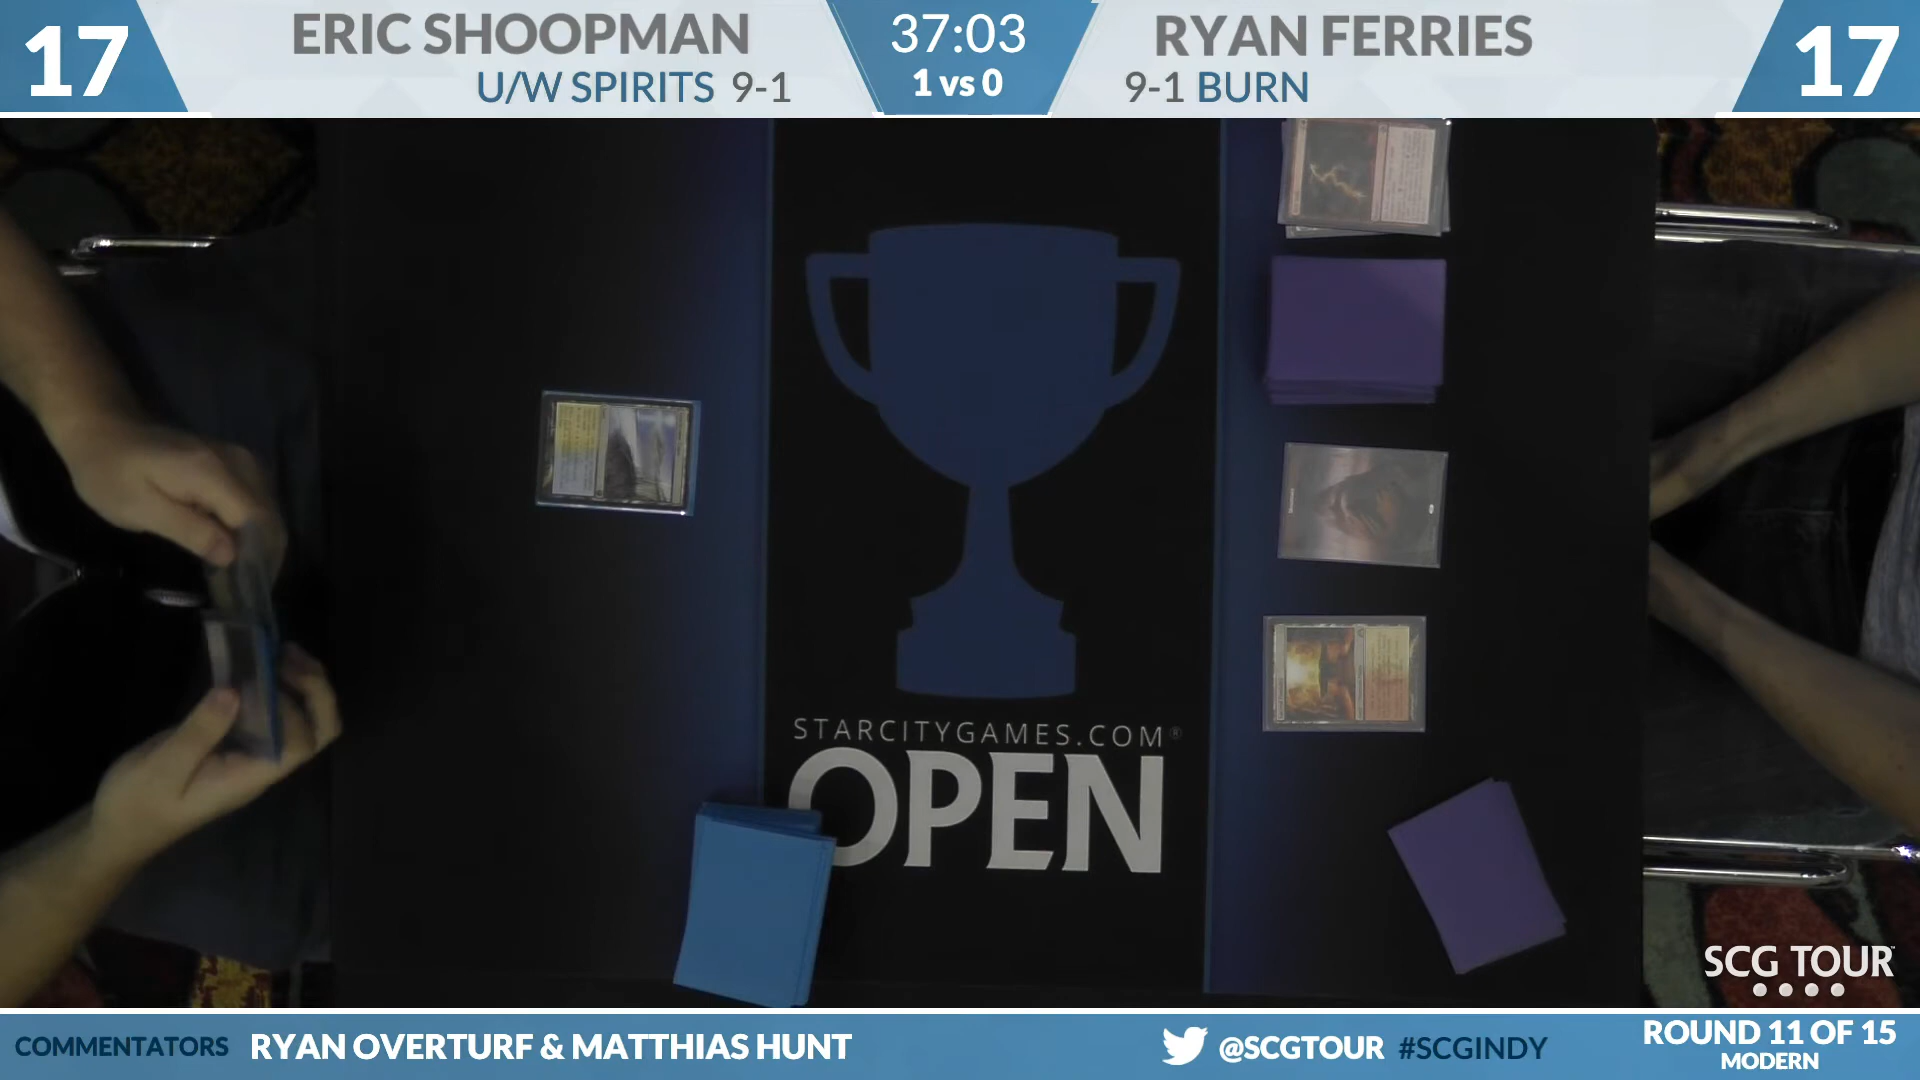 17
ERIC SHOOPMAN
U/W SPIRITS 9-1
37:03
1 vs 0
RYAN FERRIES
9-1 BURN
17
STARCITYGAMES.COM®
OPEN
SCG TOUR™
COMMENTATORS RYAN OVERTURF & MATTHIAS HUNT
@SCGTOUR #SCGINDY
ROUND 11 OF 15
MODERN